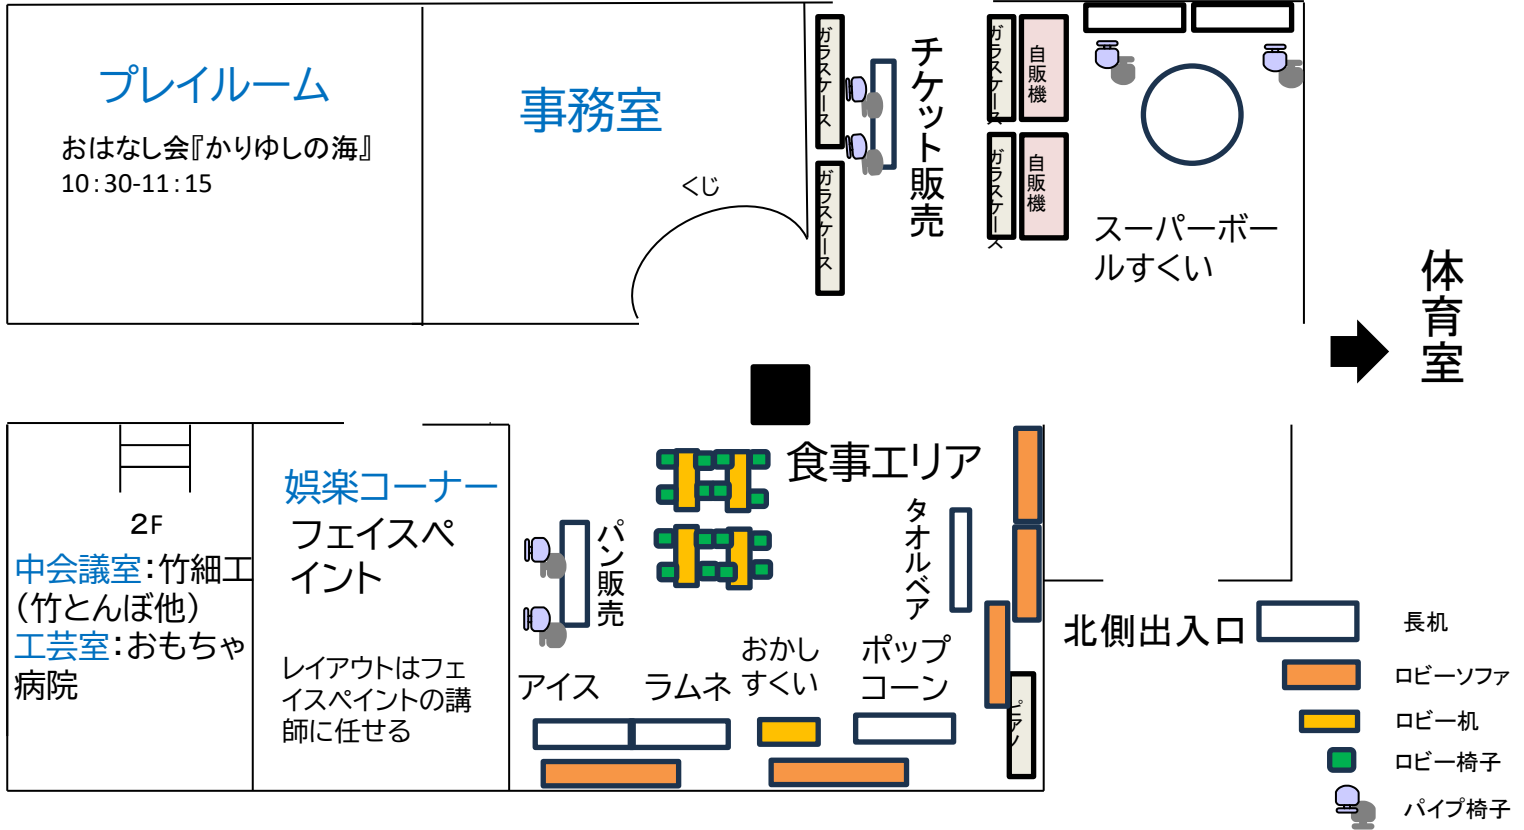 プレイルーム
おはなし会『かりゆしの海』
10:30-11:15
事務室
くじ
ガラスケース
ガラスケース
チケット販売
ガラスケース
自販機
ガラスケース
自販機
スーパーボー
ルすくい
体育室
2F
中会議室:竹細工
(竹とんぼ他)
工芸室:おもちゃ
病院
娯楽コーナー
フェイスペ
イント
レイアウトはフェ
イスペイントの講
師に任せる
パン販売
食事エリア
タオルベア
アイス
ラムネ
おかし
すくい
ポップ
コーン
ピアノ
北側出入口
長机
ロビーソファ
ロビー机
ロビー椅子
パイプ椅子